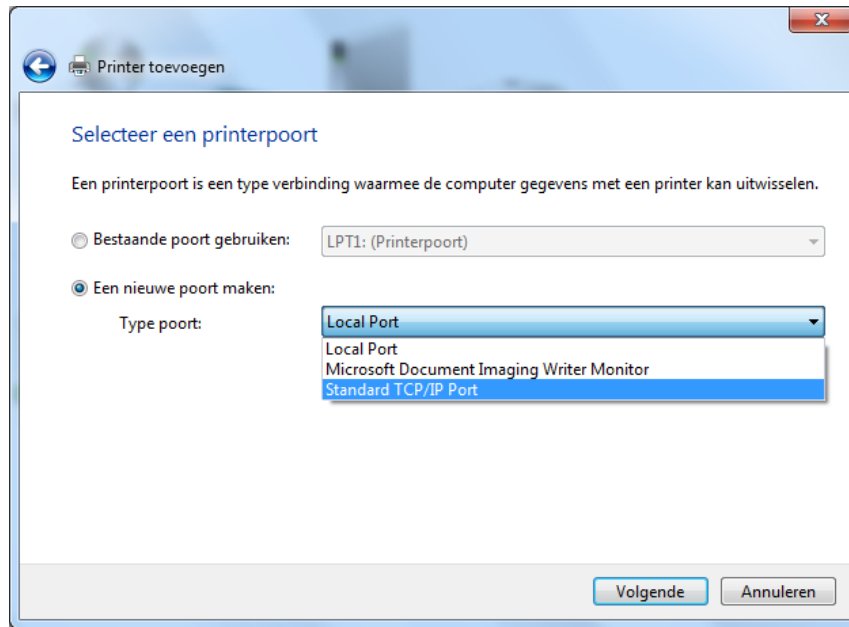 Printer toevoegen
Selecteer een printerpoort
Een printerpoort is een type verbinding waarmee de computer gegevens met een printer kan uitwisselen.
Bestaande poort gebruiken: LPT1: (Printerpoort)
Een nieuwe poort maken:
Type poort: Local Port
Local Port
Microsoft Document Imaging Writer Monitor
Standard TCP/IP Port
Volgende Annuleren